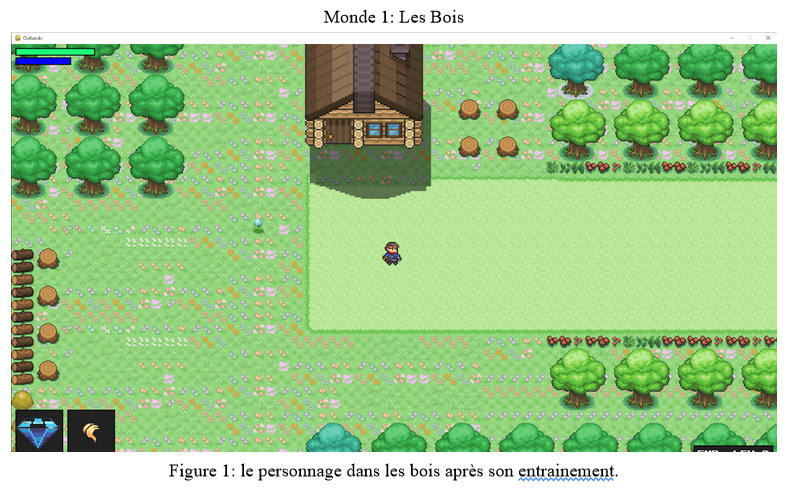 Monde 1: Les Bois
Outlands
Figure 1: le personnage dans les bois après son entrainement.